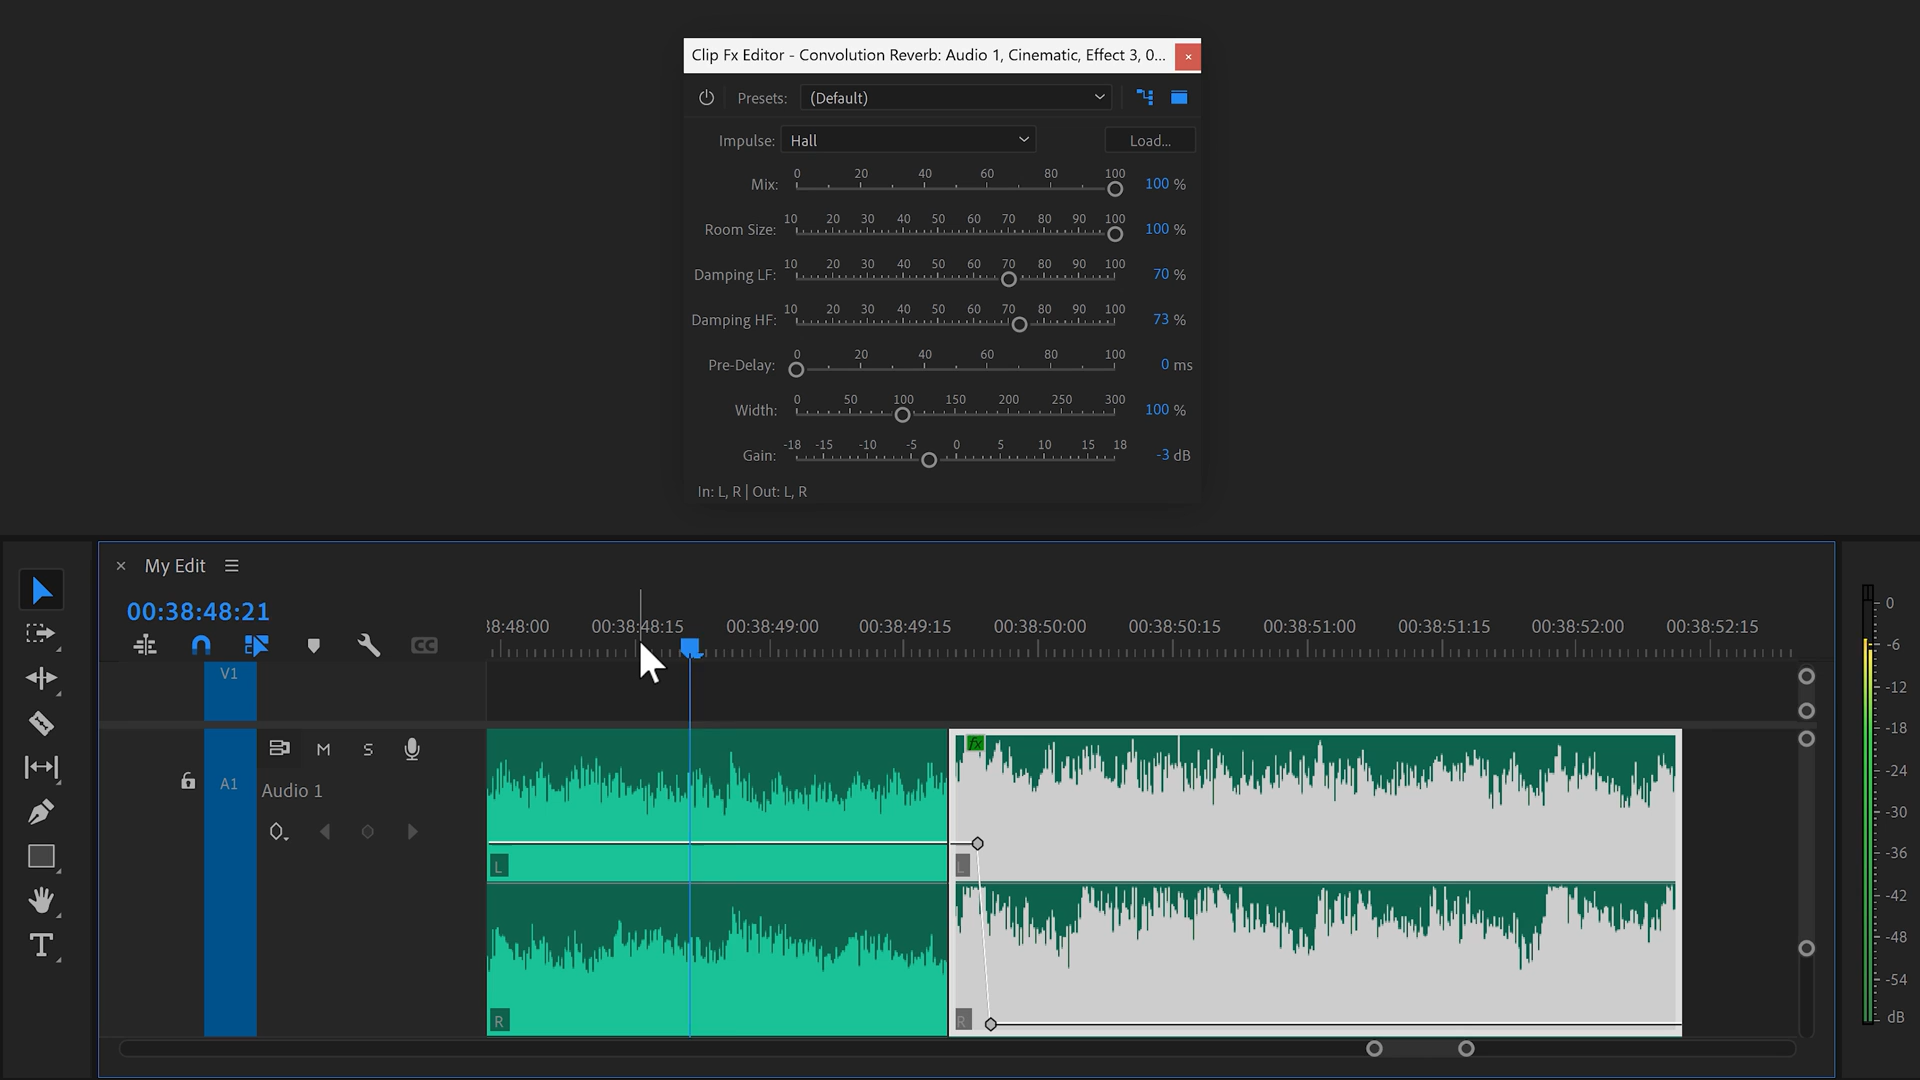 Clip Fx Editor - Convolution Reverb: Audio 1, Cinematic, Effect 3, 0...
Presets: (Default)
Impulse: Hall Load...
0 20 40 60 80 100
Mix: 100 %
10 20 30 40 50 60 70 80 90 100
Room Size: 100 %
10 20 30 40 50 60 70 80 90 100
Damping LF: 70 %
10 20 30 40 50 60 70 80 90 100
Damping HF: 73 %
0 20 40 60 80 100
Pre-Delay: 0 ms
0 50 100 150 200 250 300
Width: 100 %
-18 -15 -10 -5 0 5 10 15 18
Gain: -3 dB
In: L, R | Out: L, R
× My Edit
00:38:48:21
38:48:00 00:38:48:15 00:38:49:00 00:38:49:15 00:38:50:00 00:38:50:15 00:38:51:00 00:38:51:15 00:38:52:00 00:38:52:15
CC
V1
M S
fx
A1 Audio 1
L L
R R
T
0
-6
-12
-18
-24
-30
-36
-42
-48
-54
dB